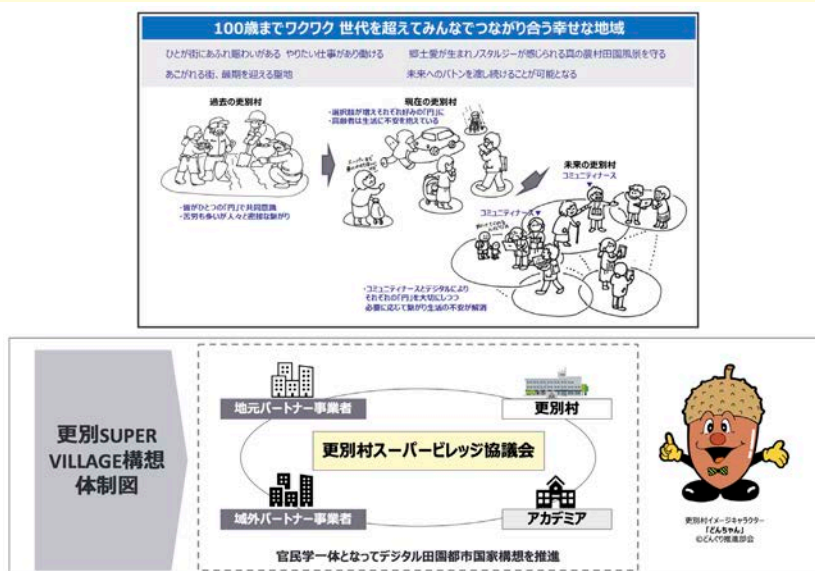 100歳までワクワク 世代を超えてみんなでつながり合う幸せな地域
ひとが街にあふれ賑わいがある やりたい仕事があり働ける
郷土愛が生まれノスタルジーが感じられる真の農村田園風景を守る
あこがれる街、最期を迎える聖地
未来へのバトンを渡し続けることが可能となる
過去の更別村
・皆がひとつの「円」で共同意識
・苦労も多いが人々と密接な繋がり
現在の更別村
・選択肢が増えそれぞれ好みの「円」に
・高齢者は生活に不安を抱えている
未来の更別村
コミュニティナース
コミュニティナース▼
・コミュニティナースとデジタルにより
それぞれの「円」を大切にしつつ
必要に応じて繋がり生活の不安が解消
更別SUPER
VILLAGE構想
体制図
地元パートナー事業者
更別村
更別村スーパービレッジ協議会
域外パートナー事業者
アカデミア
官民学一体となってデジタル田園都市国家構想を推進
更別村イメージキャラクター
「どんちゃん」
©どんぐり推進部会